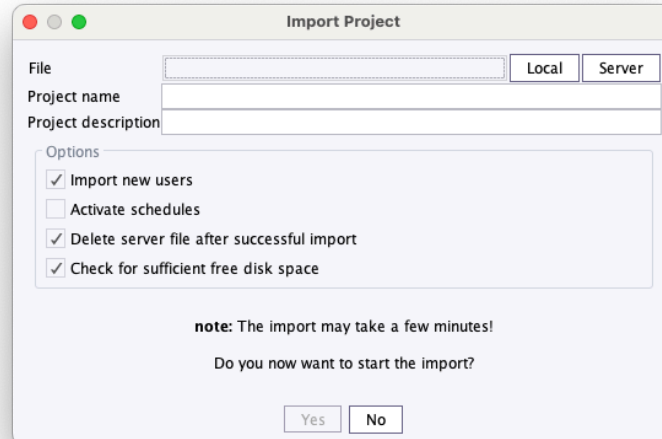 Import Project
File Local Server
Project name
Project description
Options
Import new users
Activate schedules
Delete server file after successful import
Check for sufficient free disk space
note: The import may take a few minutes!
Do you now want to start the import?
Yes No